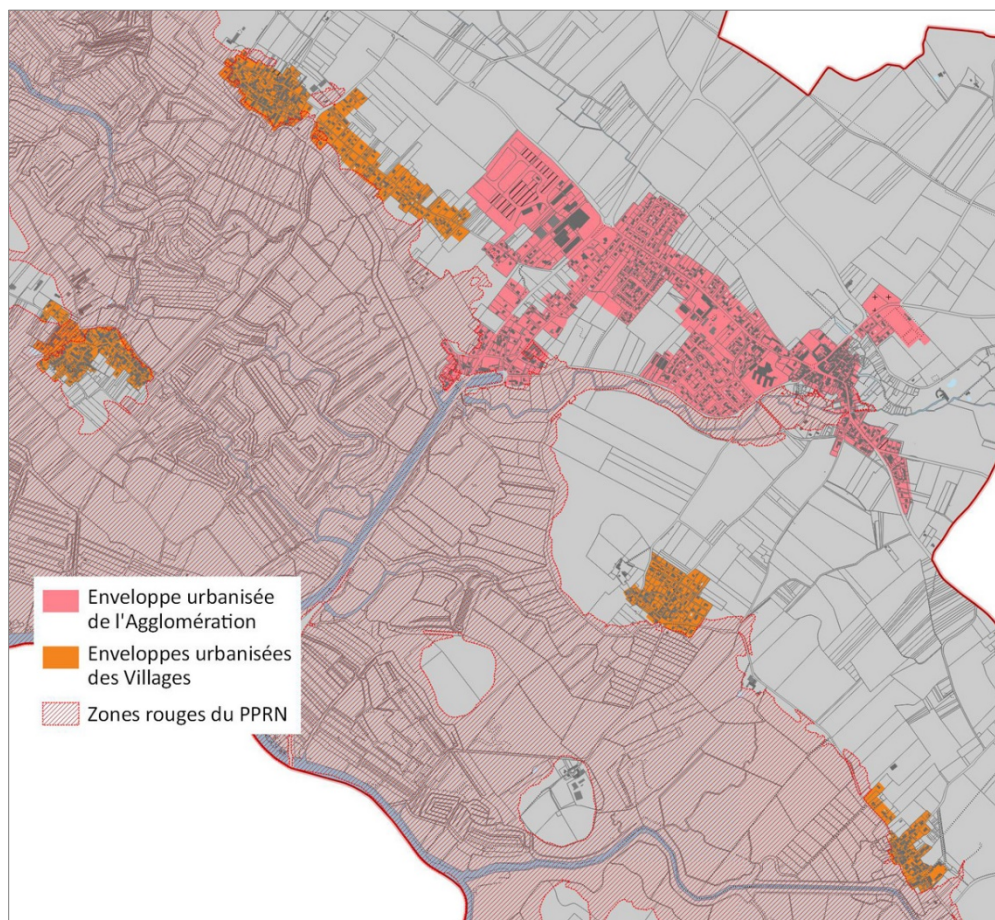 Enveloppe urbanisée
de l'Agglomération
Enveloppes urbanisées
des Villages
Zones rouges du PPRN